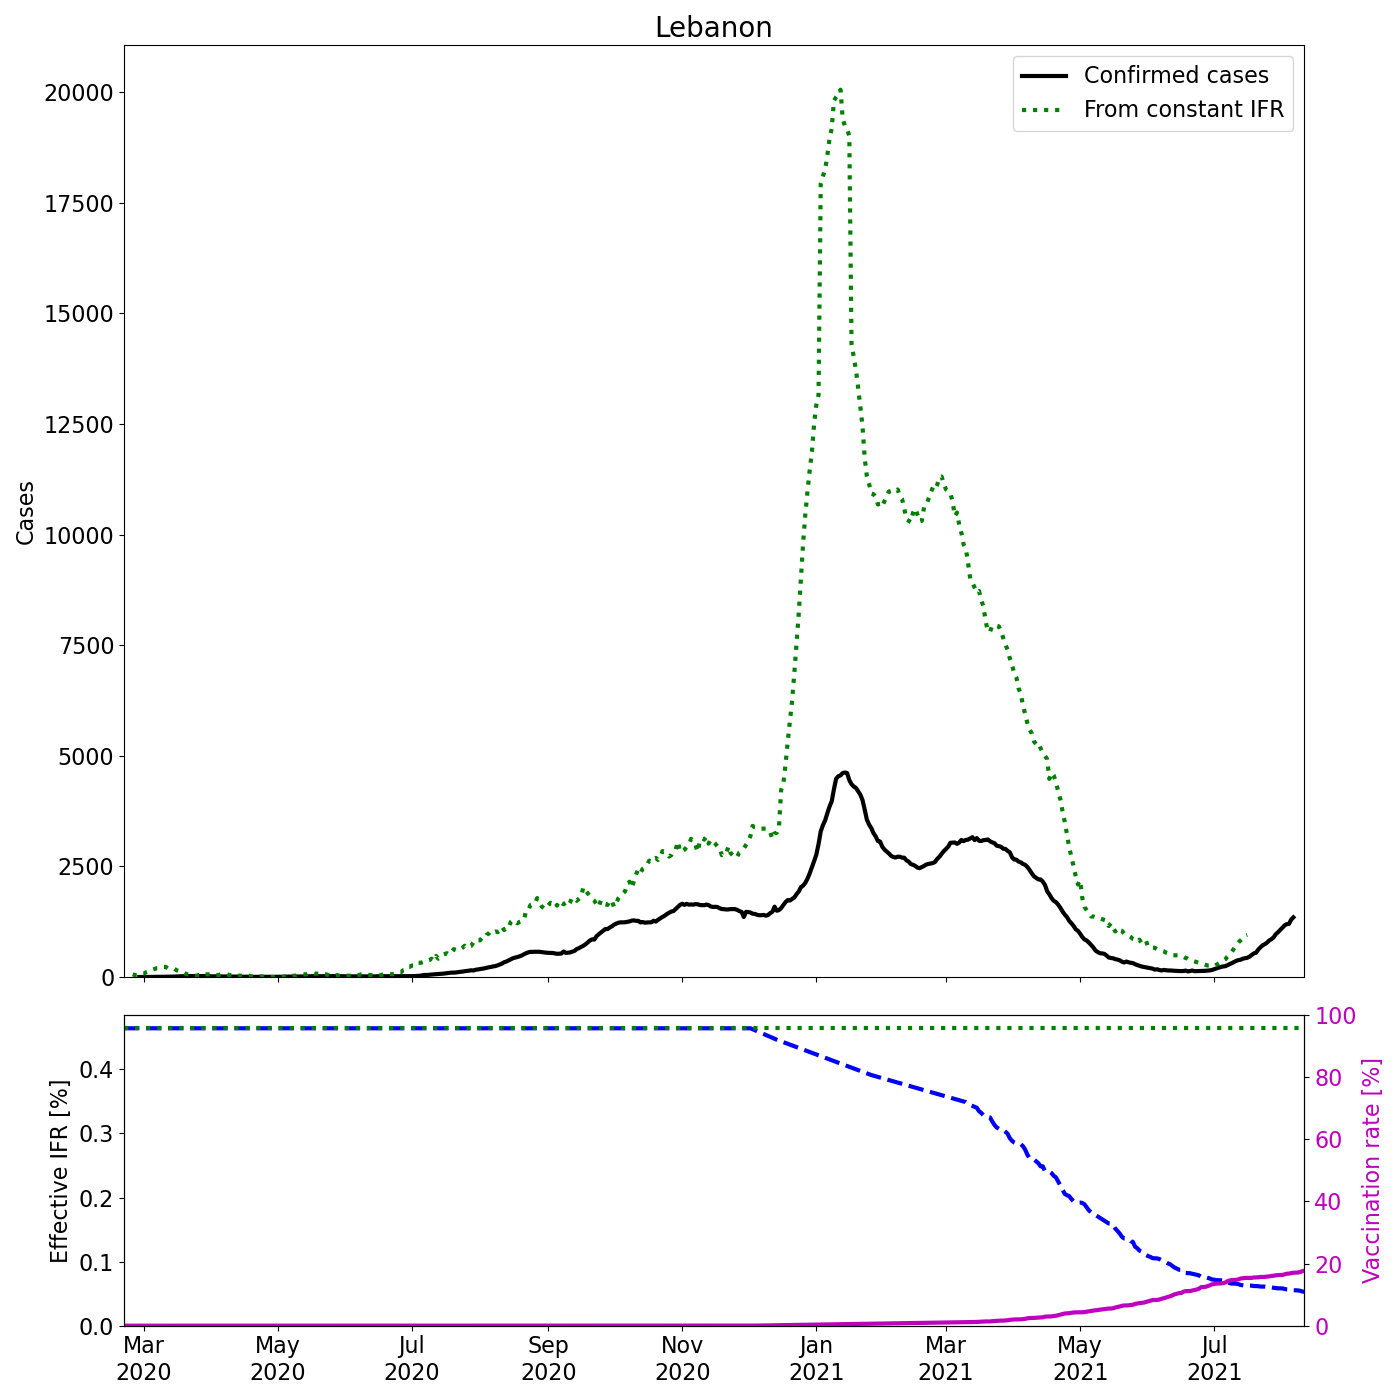 Lebanon
Confirmed cases
From constant IFR
20000
17500
15000
12500
10000
7500
5000
2500
0
Cases
0.4
0.3
0.2
0.1
0.0
Effective IFR [%]
100
80
60
40
20
0
Vaccination rate [%]
Mar
2020
May
2020
Jul
2020
Sep
2020
Nov
2020
Jan
2021
Mar
2021
May
2021
Jul
2021